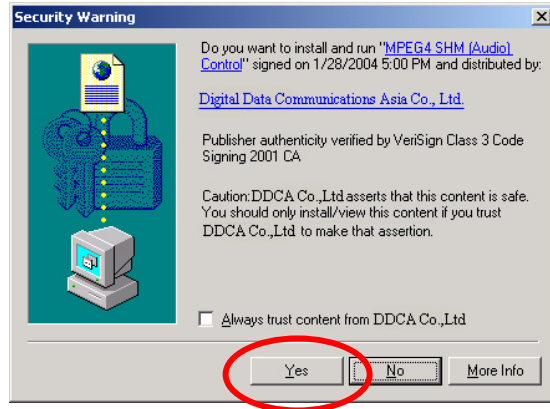 Security Warning
Do you want to install and run "MPEG4 SHM (Audio)
Control" signed on 1/28/2004 5:00 PM and distributed by:
Digital Data Communications Asia Co., Ltd.
Publisher authenticity verified by VeriSign Class 3 Code
Signing 2001 CA
Caution:DDCA Co.,Ltd asserts that this content is safe.
You should only install/view this content if you trust
DDCA Co.,Ltd to make that assertion.
Always trust content from DDCA Co.,Ltd
Yes No More Info